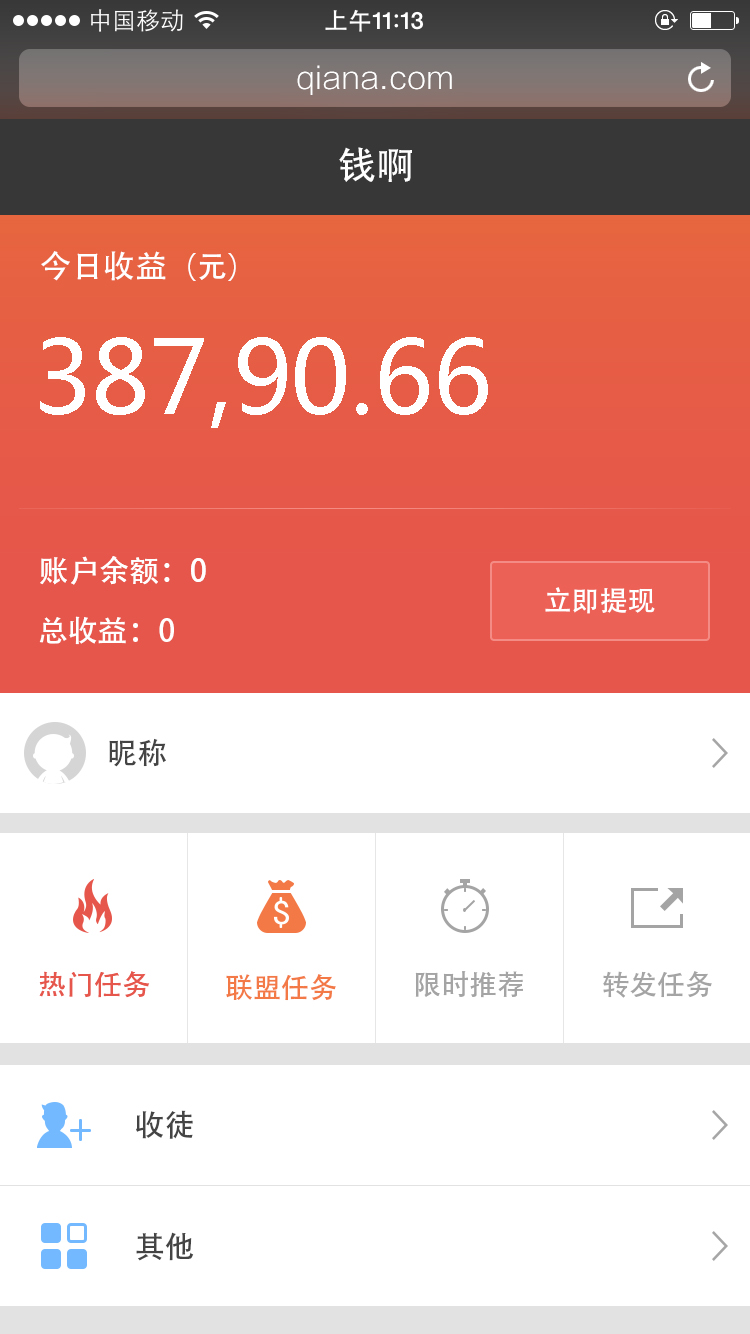 中国移动 上午11:13
qiana.com
钱啊
今日收益（元）
387,90.66
账户余额：0
总收益：0
立即提现
昵称
$
热门任务 联盟任务 限时推荐 转发任务
收徒
其他